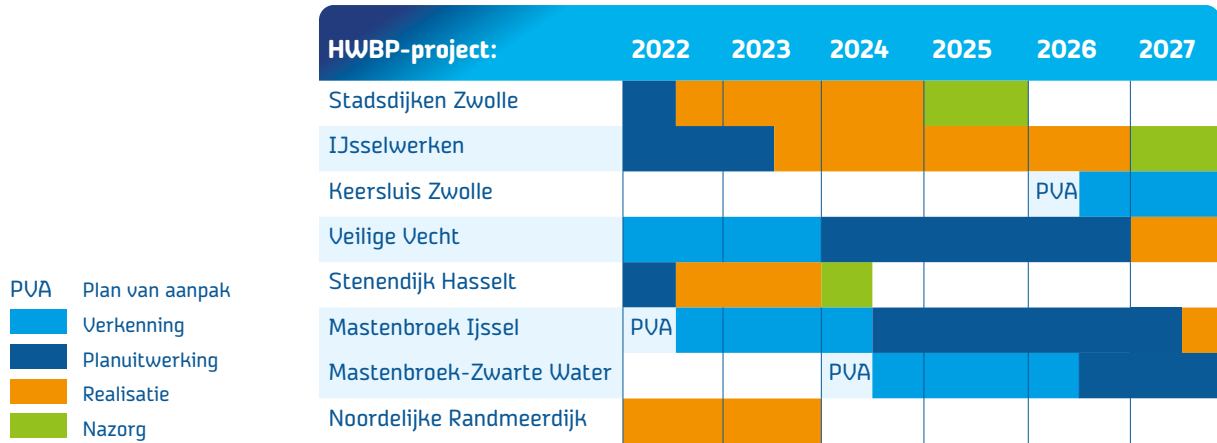 HWBP-project: 2022 2023 2024 2025 2026 2027
Stadsdijken Zwolle
IJsselwerken
Keersluis Zwolle PVA
Veilige Vecht
Stenendijk Hasselt
Mastenbroek Ijssel PVA
Mastenbroek-Zwarte Water PVA
Noordelijke Randmeerdijk
PVA Plan van aanpak
Verkenning
Planuitwerking
Realisatie
Nazorg